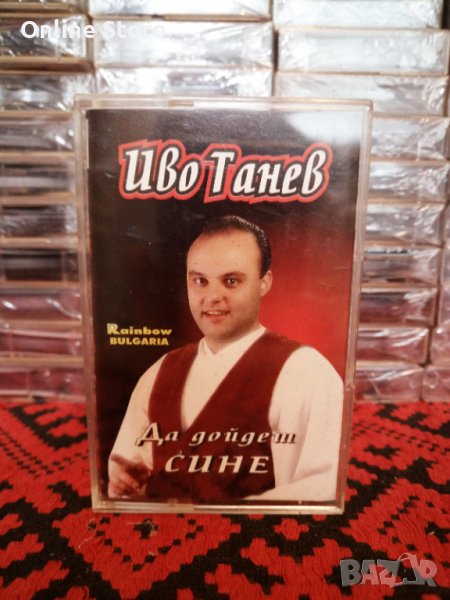 Online Store
Иво Танев
Rainbow
BULGARIA
Да дойдеш
СИНЕ
BAZAR